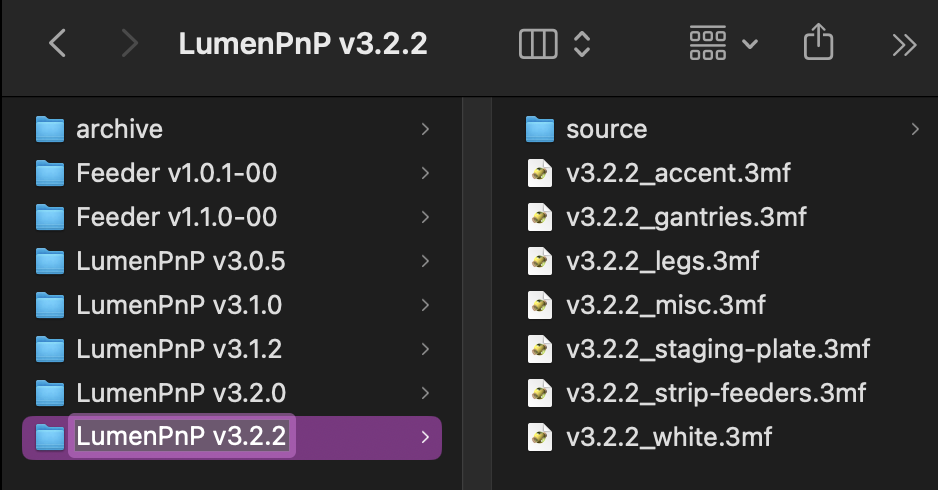 LumenPnP v3.2.2
archive
Feeder v1.0.1-00
Feeder v1.1.0-00
LumenPnP v3.0.5
LumenPnP v3.1.0
LumenPnP v3.1.2
LumenPnP v3.2.0
LumenPnP v3.2.2
source
v3.2.2_accent.3mf
v3.2.2_gantries.3mf
v3.2.2_legs.3mf
v3.2.2_misc.3mf
v3.2.2_staging-plate.3mf
v3.2.2_strip-feeders.3mf
v3.2.2_white.3mf